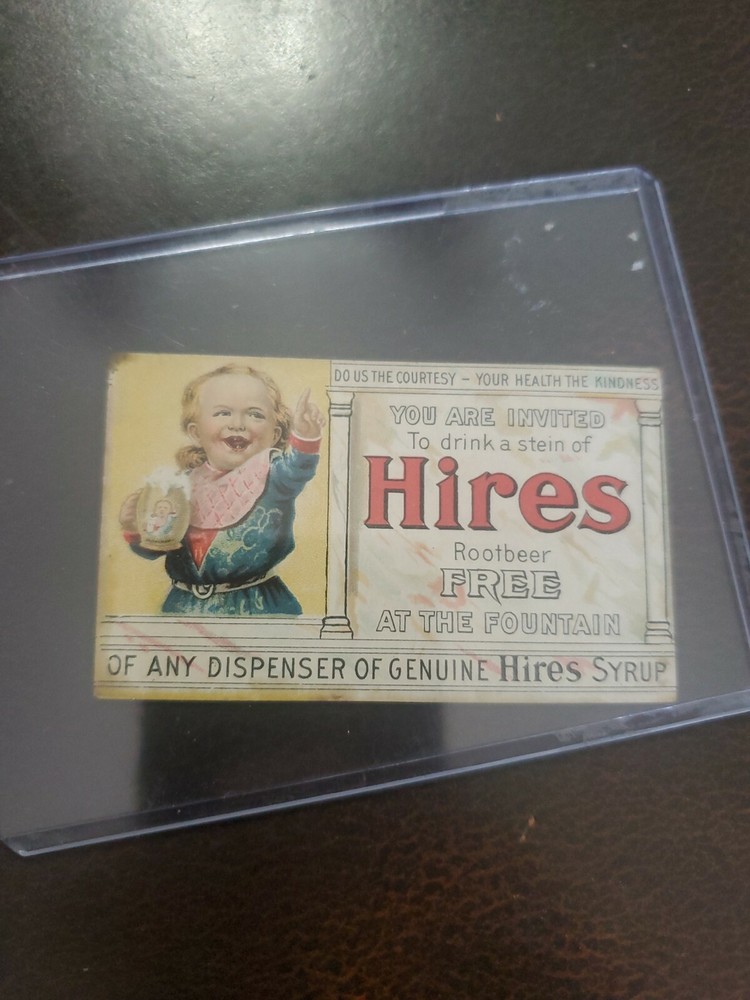 DO US THE COURTESY – YOUR HEALTH THE KINDNESS
YOU ARE INVITED
To drink a stein of
Hires
Rootbeer
FREE
AT THE FOUNTAIN
OF ANY DISPENSER OF GENUINE Hires SYRUP